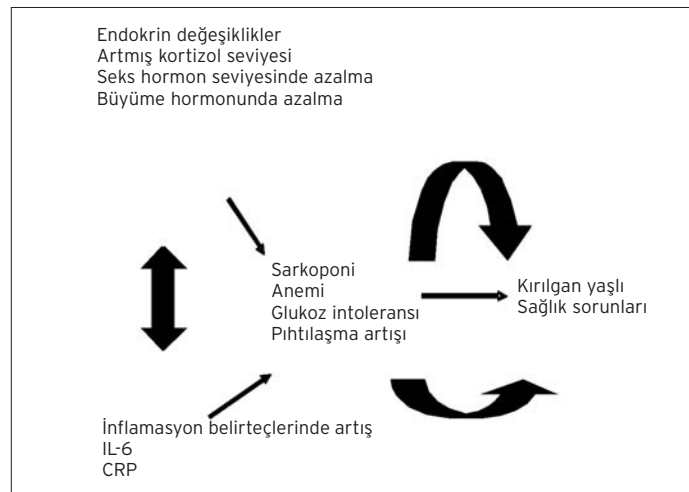 Endokrin değeşiklikler
Artmış kortizol seviyesi
Seks hormon seviyesinde azalma
Büyüme hormonunda azalma
Sarkoponi
Anemi
Glukoz intoleransı
Pıhtılaşma artışı
Kırılgan yaşlı
Sağlık sorunları
İnflamasyon belirteçlerinde artış
IL-6
CRP